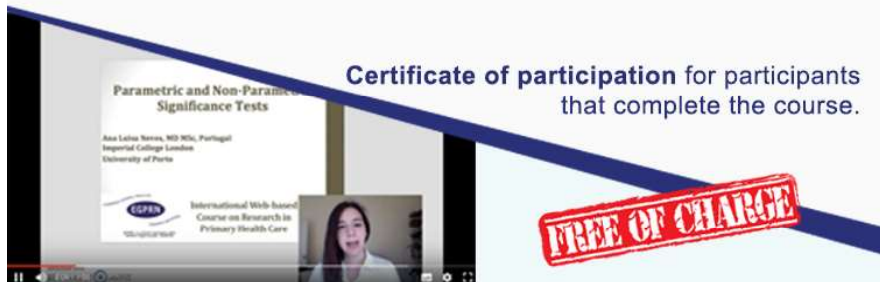 Certificate of participation for participants
that complete the course.
Parametric and Non-Parame
Significance Tests
Ana Luisa Neves, MD MSc, Portugal
Imperial College London
University of Porto
EGPRN
International Web-based
Course on Research in
Primary Health Care
FREE OF CHARGE